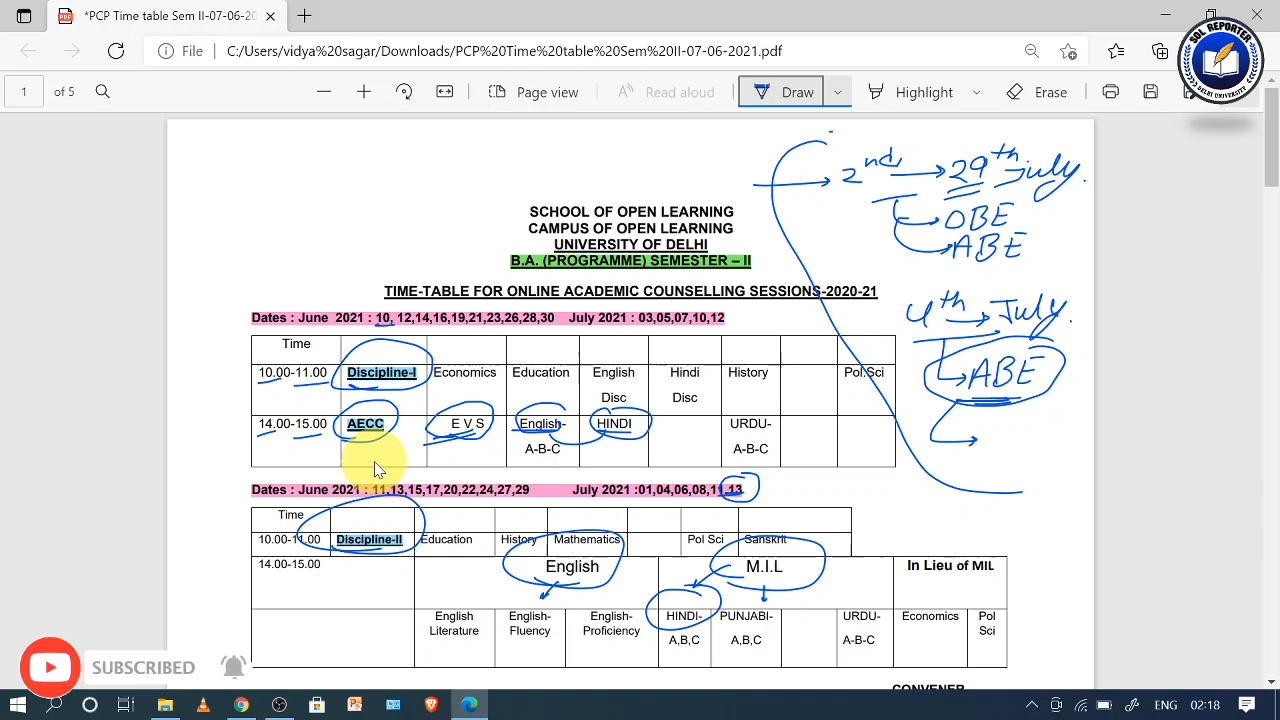 *PCP Time table Sem II-07-06-20
File C:/Users/vidya%20sagar/Downloads/PCP%20Time%20table%20Sem%20II-07-06-2021.pdf
SOL REPORTER
DELHI UNIVERSITY
1 of 5 Page view Read aloud Draw Highlight Erase
2nd → 29th July.
OBE
ABE
4th → July.
ABE
SCHOOL OF OPEN LEARNING
CAMPUS OF OPEN LEARNING
UNIVERSITY OF DELHI
B.A. (PROGRAMME) SEMESTER – II
TIME-TABLE FOR ONLINE ACADEMIC COUNSELLING SESSIONS-2020-21
Dates : June 2021 : 10, 12,14,16,19,21,23,26,28,30 July 2021 : 03,05,07,10,12
Time
10.00-11.00 Discipline-I Economics Education English Hindi History Pol.Sci
Disc Disc
14.00-15.00 AECC E V S English- HINDI URDU-
A-B-C A-B-C
Dates : June 2021 : 11,13,15,17,20,22,24,27,29 July 2021 :01,04,06,08,11,13
Time
10.00-11.00 Discipline-II Education History Mathematics Pol Sci Sanskrit
14.00-15.00 English M.I.L In Lieu of MIL
English English- English- HINDI- PUNJABI- URDU- Economics Pol
Literature Fluency Proficiency A,B,C A,B,C A-B-C Sci
CONVENER
SUBSCRIBED
ENG 02:18